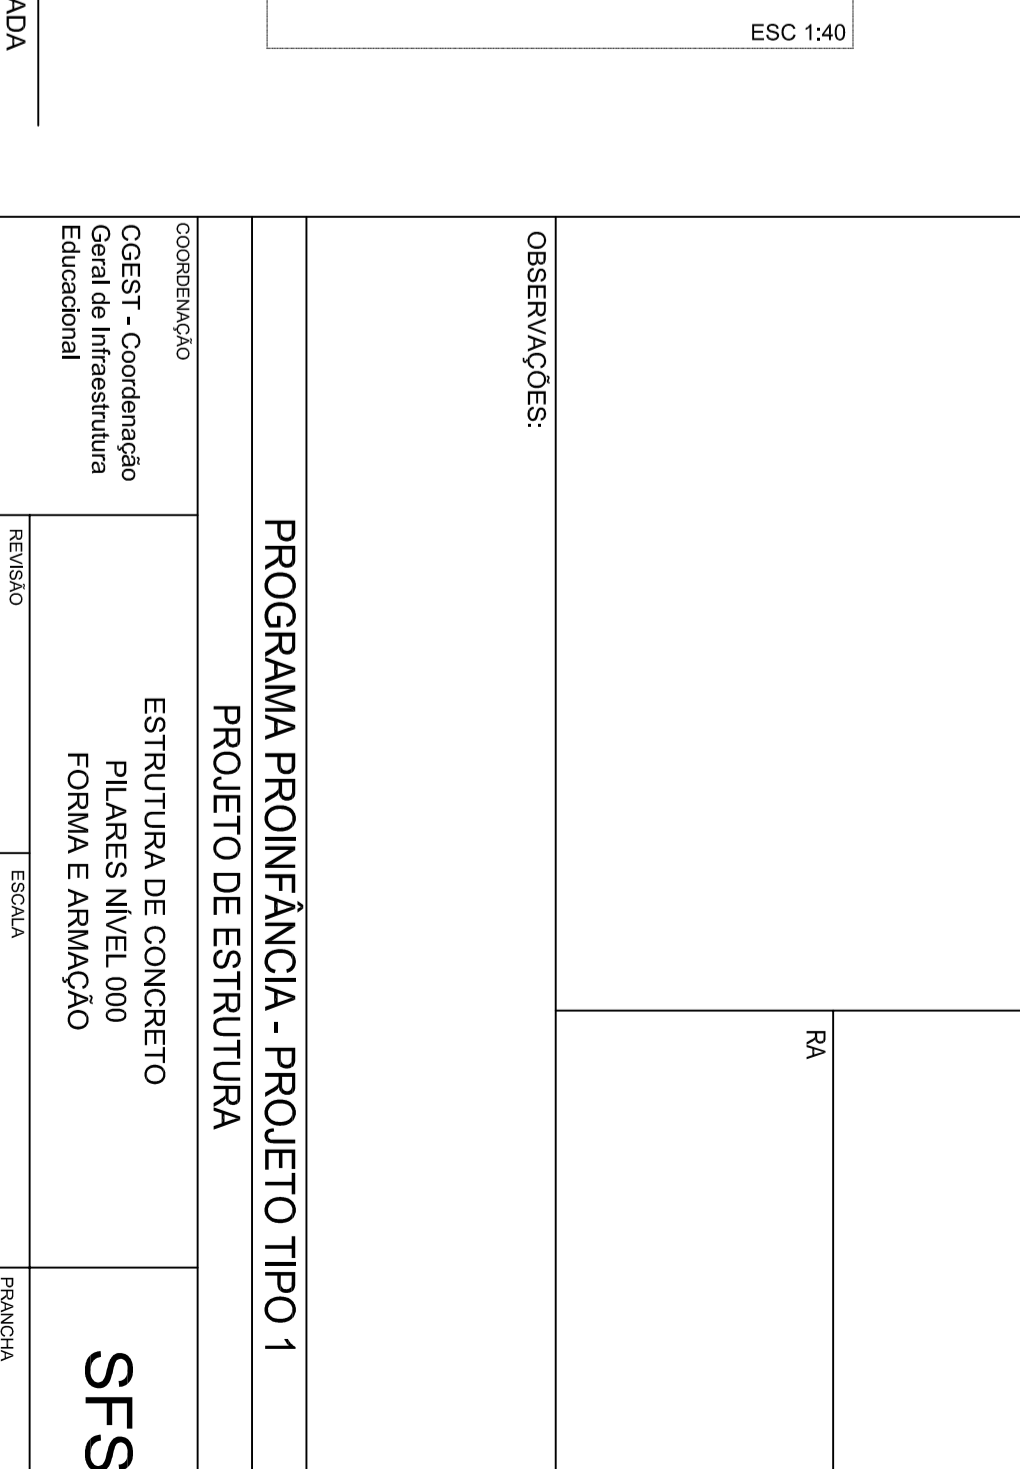 ESC 1:40
RA
OBSERVAÇÕES:
PROGRAMA PROINFÂNCIA - PROJETO TIPO 1
PROJETO DE ESTRUTURA
COORDENAÇÃO
CGEST - Coordenação
Geral de Infraestrutura
Educacional
ESTRUTURA DE CONCRETO
PILARES NÍVEL 000
FORMA E ARMAÇÃO
SFS
REVISÃO
ESCALA
PRANCHA
ADA